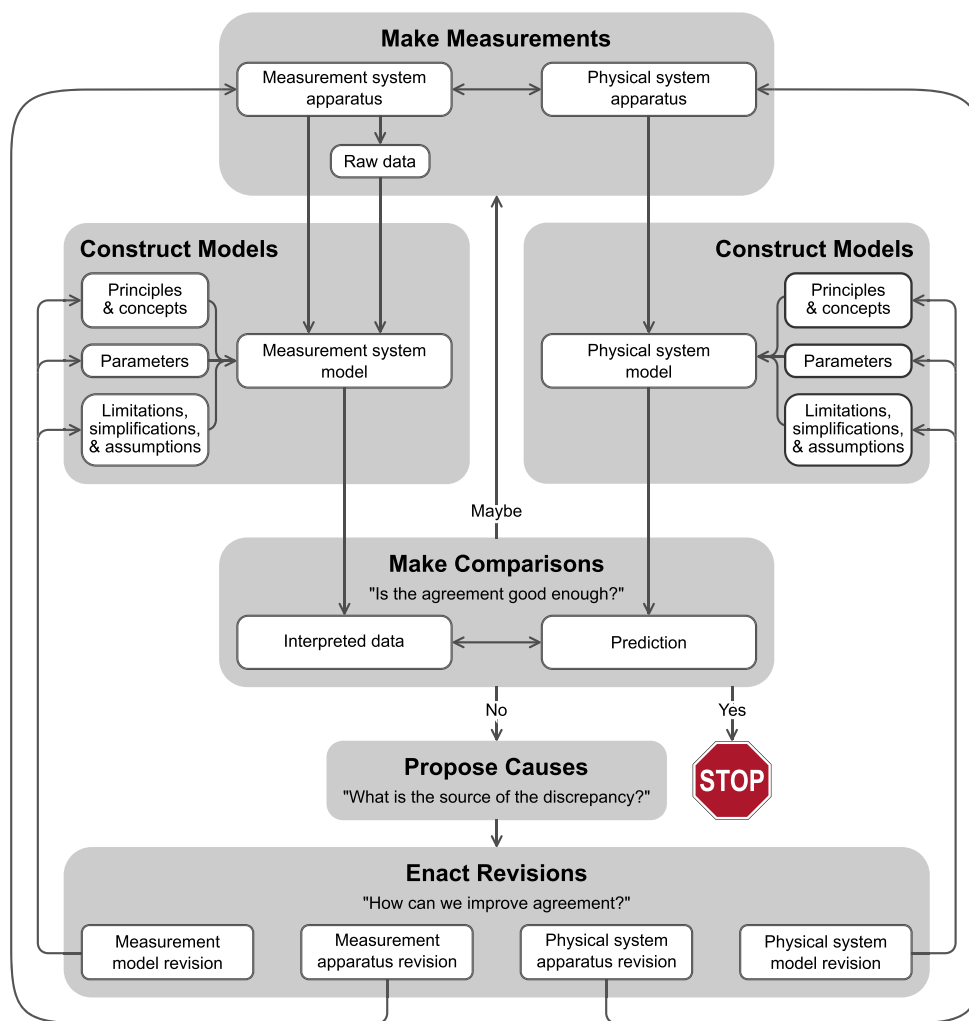 Make Measurements
Measurement system
apparatus
Physical system
apparatus
Raw data
Construct Models
Principles
& concepts
Parameters
Limitations,
simplifications,
& assumptions
Measurement system
model
Construct Models
Physical system
model
Principles
& concepts
Parameters
Limitations,
simplifications,
& assumptions
Maybe
Make Comparisons
"Is the agreement good enough?"
Interpreted data
Prediction
No
Yes
Propose Causes
"What is the source of the discrepancy?"
STOP
Enact Revisions
"How can we improve agreement?"
Measurement
model revision
Measurement
apparatus revision
Physical system
apparatus revision
Physical system
model revision